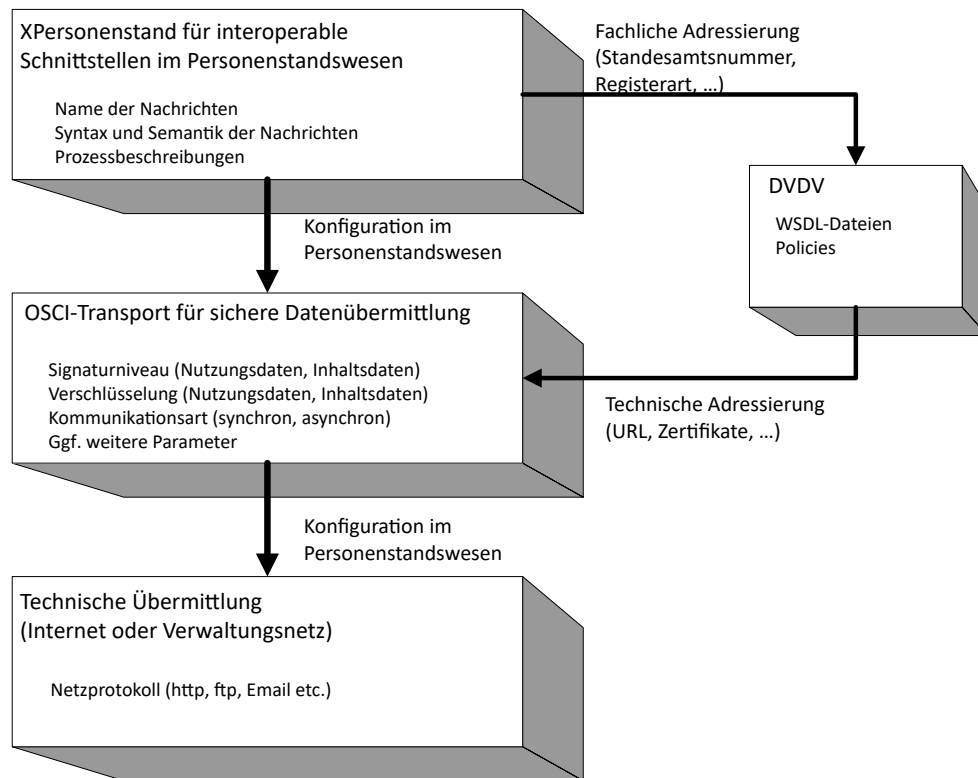 XPersonenstand für interoperable
Schnittstellen im Personenstandswesen
Name der Nachrichten
Syntax und Semantik der Nachrichten
Prozessbeschreibungen
Fachliche Adressierung
(Standesamtsnummer,
Registerart, ...)
DVDV
WSDL-Dateien
Policies
Konfiguration im
Personenstandswesen
OSCI-Transport für sichere Datenübermittlung
Signaturniveau (Nutzungsdaten, Inhaltsdaten)
Verschlüsselung (Nutzungsdaten, Inhaltsdaten)
Kommunikationsart (synchron, asynchron)
Ggf. weitere Parameter
Technische Adressierung
(URL, Zertifikate, ...)
Konfiguration im
Personenstandswesen
Technische Übermittlung
(Internet oder Verwaltungsnetz)
Netzprotokoll (http, ftp, Email etc.)